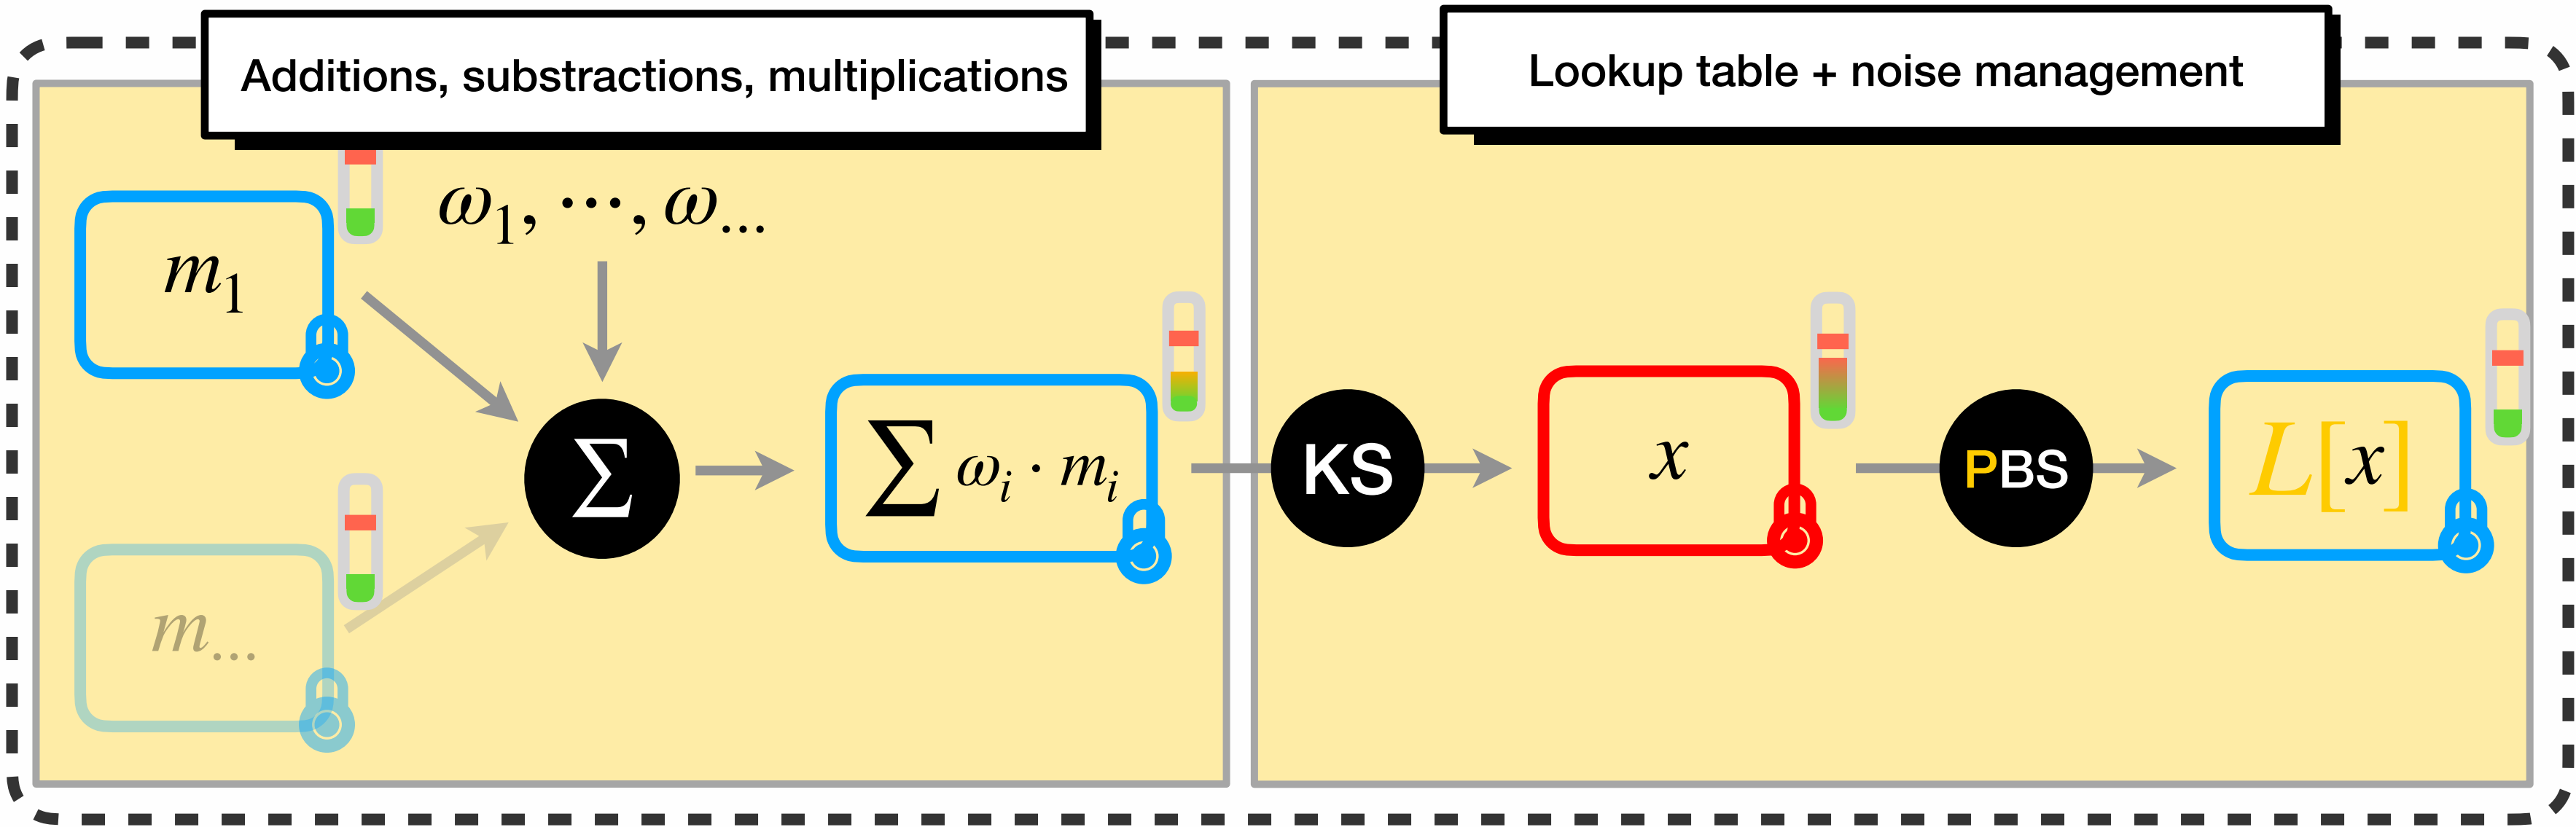 Additions, substractions, multiplications
Lookup table + noise management
m₁
ω₁, ⋯, ω…
m…
Σ
∑ ωᵢ · mᵢ
KS
x
PBS
L[x]